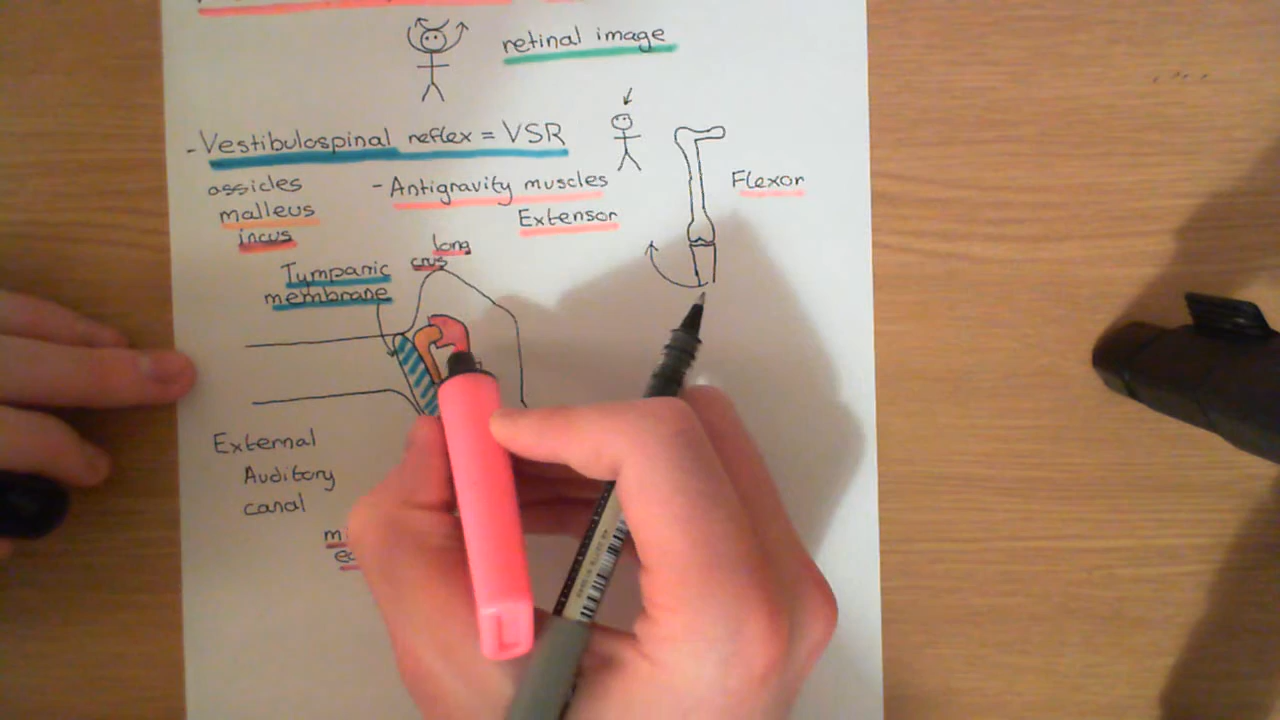 retinal image
- Vestibulospinal reflex = VSR
ossicles
malleus
incus
- Antigravity muscles
Extensor
Flexor
long
crus
Tympanic
membrane
External
Auditory
canal